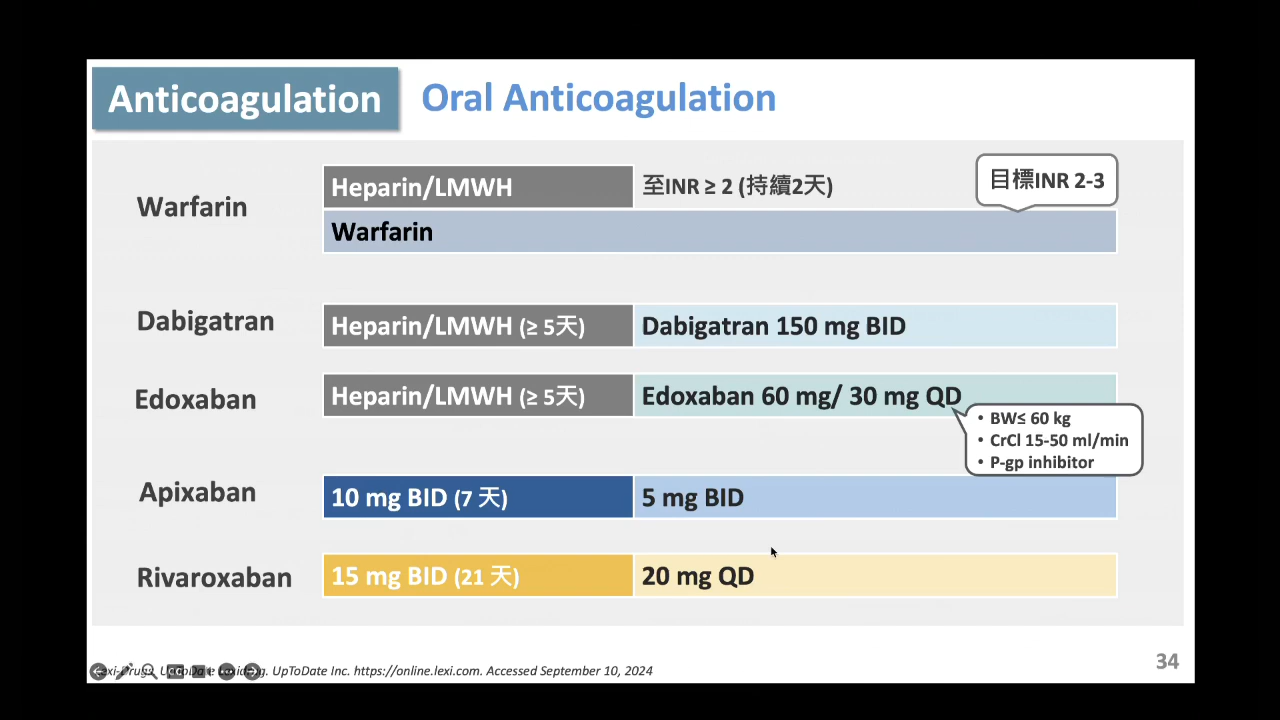 Anticoagulation
Oral Anticoagulation
Warfarin
Heparin/LMWH
至INR ≥ 2 (持續2天)
目標INR 2-3
Warfarin
Dabigatran
Heparin/LMWH (≥ 5天)
Dabigatran 150 mg BID
Edoxaban
Heparin/LMWH (≥ 5天)
Edoxaban 60 mg/ 30 mg QD
• BW≤ 60 kg
• CrCl 15-50 ml/min
• P-gp inhibitor
Apixaban
10 mg BID (7 天)
5 mg BID
Rivaroxaban
15 mg BID (21 天)
20 mg QD
UpToDate Inc. https://online.lexi.com. Accessed September 10, 2024
34